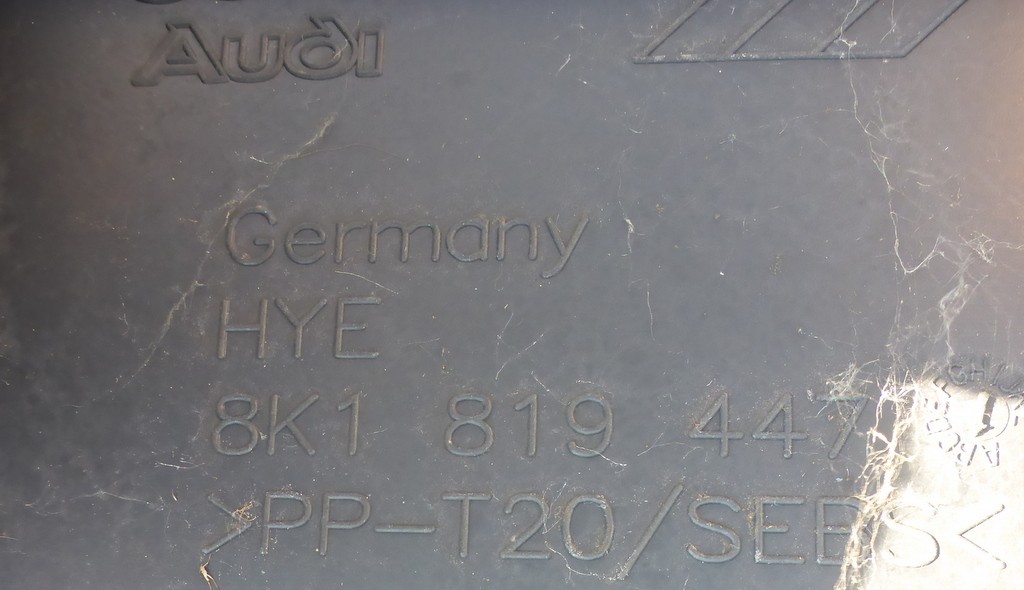 Audi
Germany
HYE
8K1 819 447
>PP-T20/SEBS<